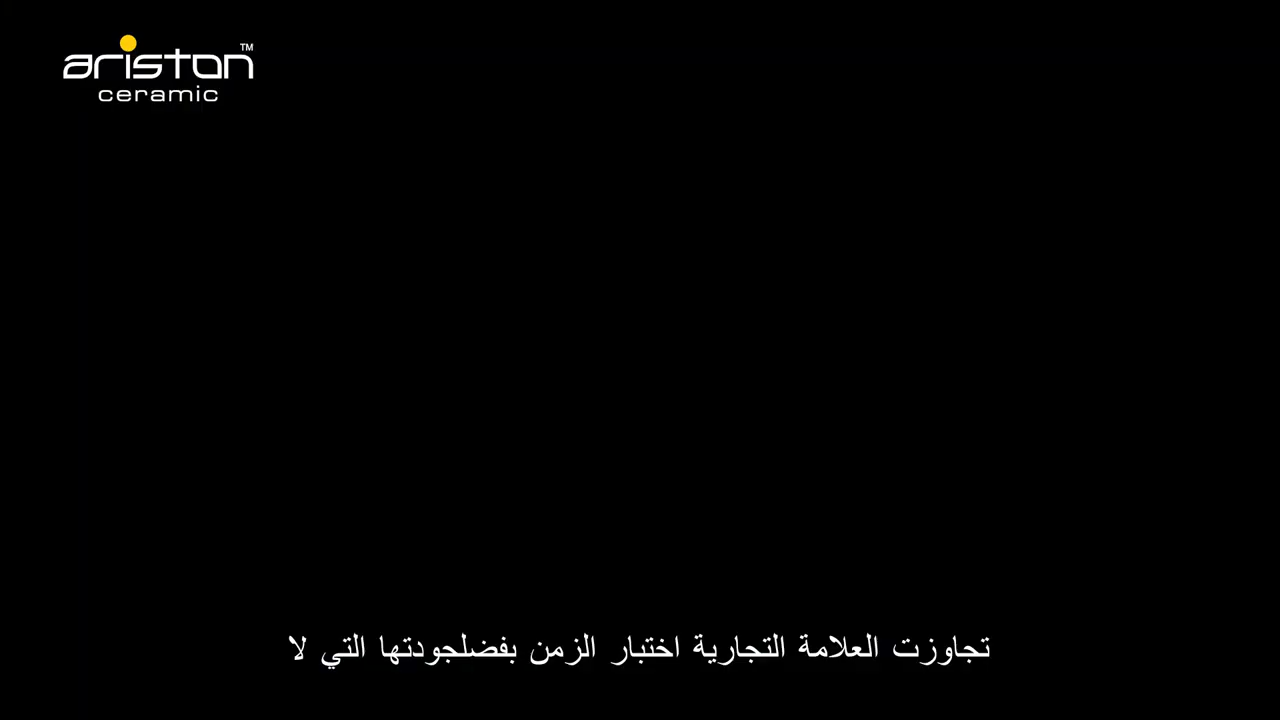 ariston™
ceramic
تجاوزت العلامة التجارية اختبار الزمن بفضلجودتها التي لا